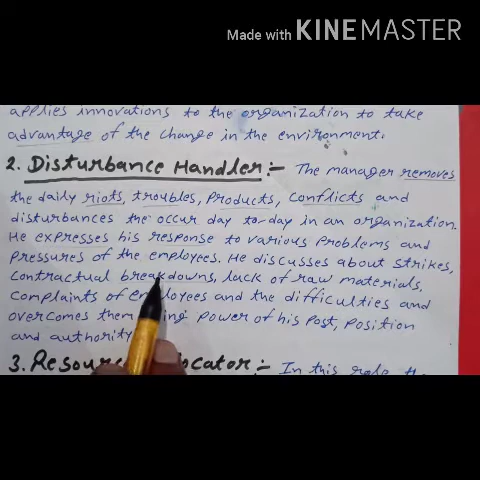 Made with KINEMASTER
applies innovations to the organization to take
advantage of the change in the environment.
2. Disturbance Handler:- The manager removes
the daily riots, troubles, products, conflicts and
disturbances the occur day to day in an organization.
He expresses his response to various problems and
pressures of the employees. He discusses about strikes,
contractual breakdowns, lack of raw materials,
complaints of employees and the difficulties and
overcomes them power of his post, position
and authority
3. :- In this role the